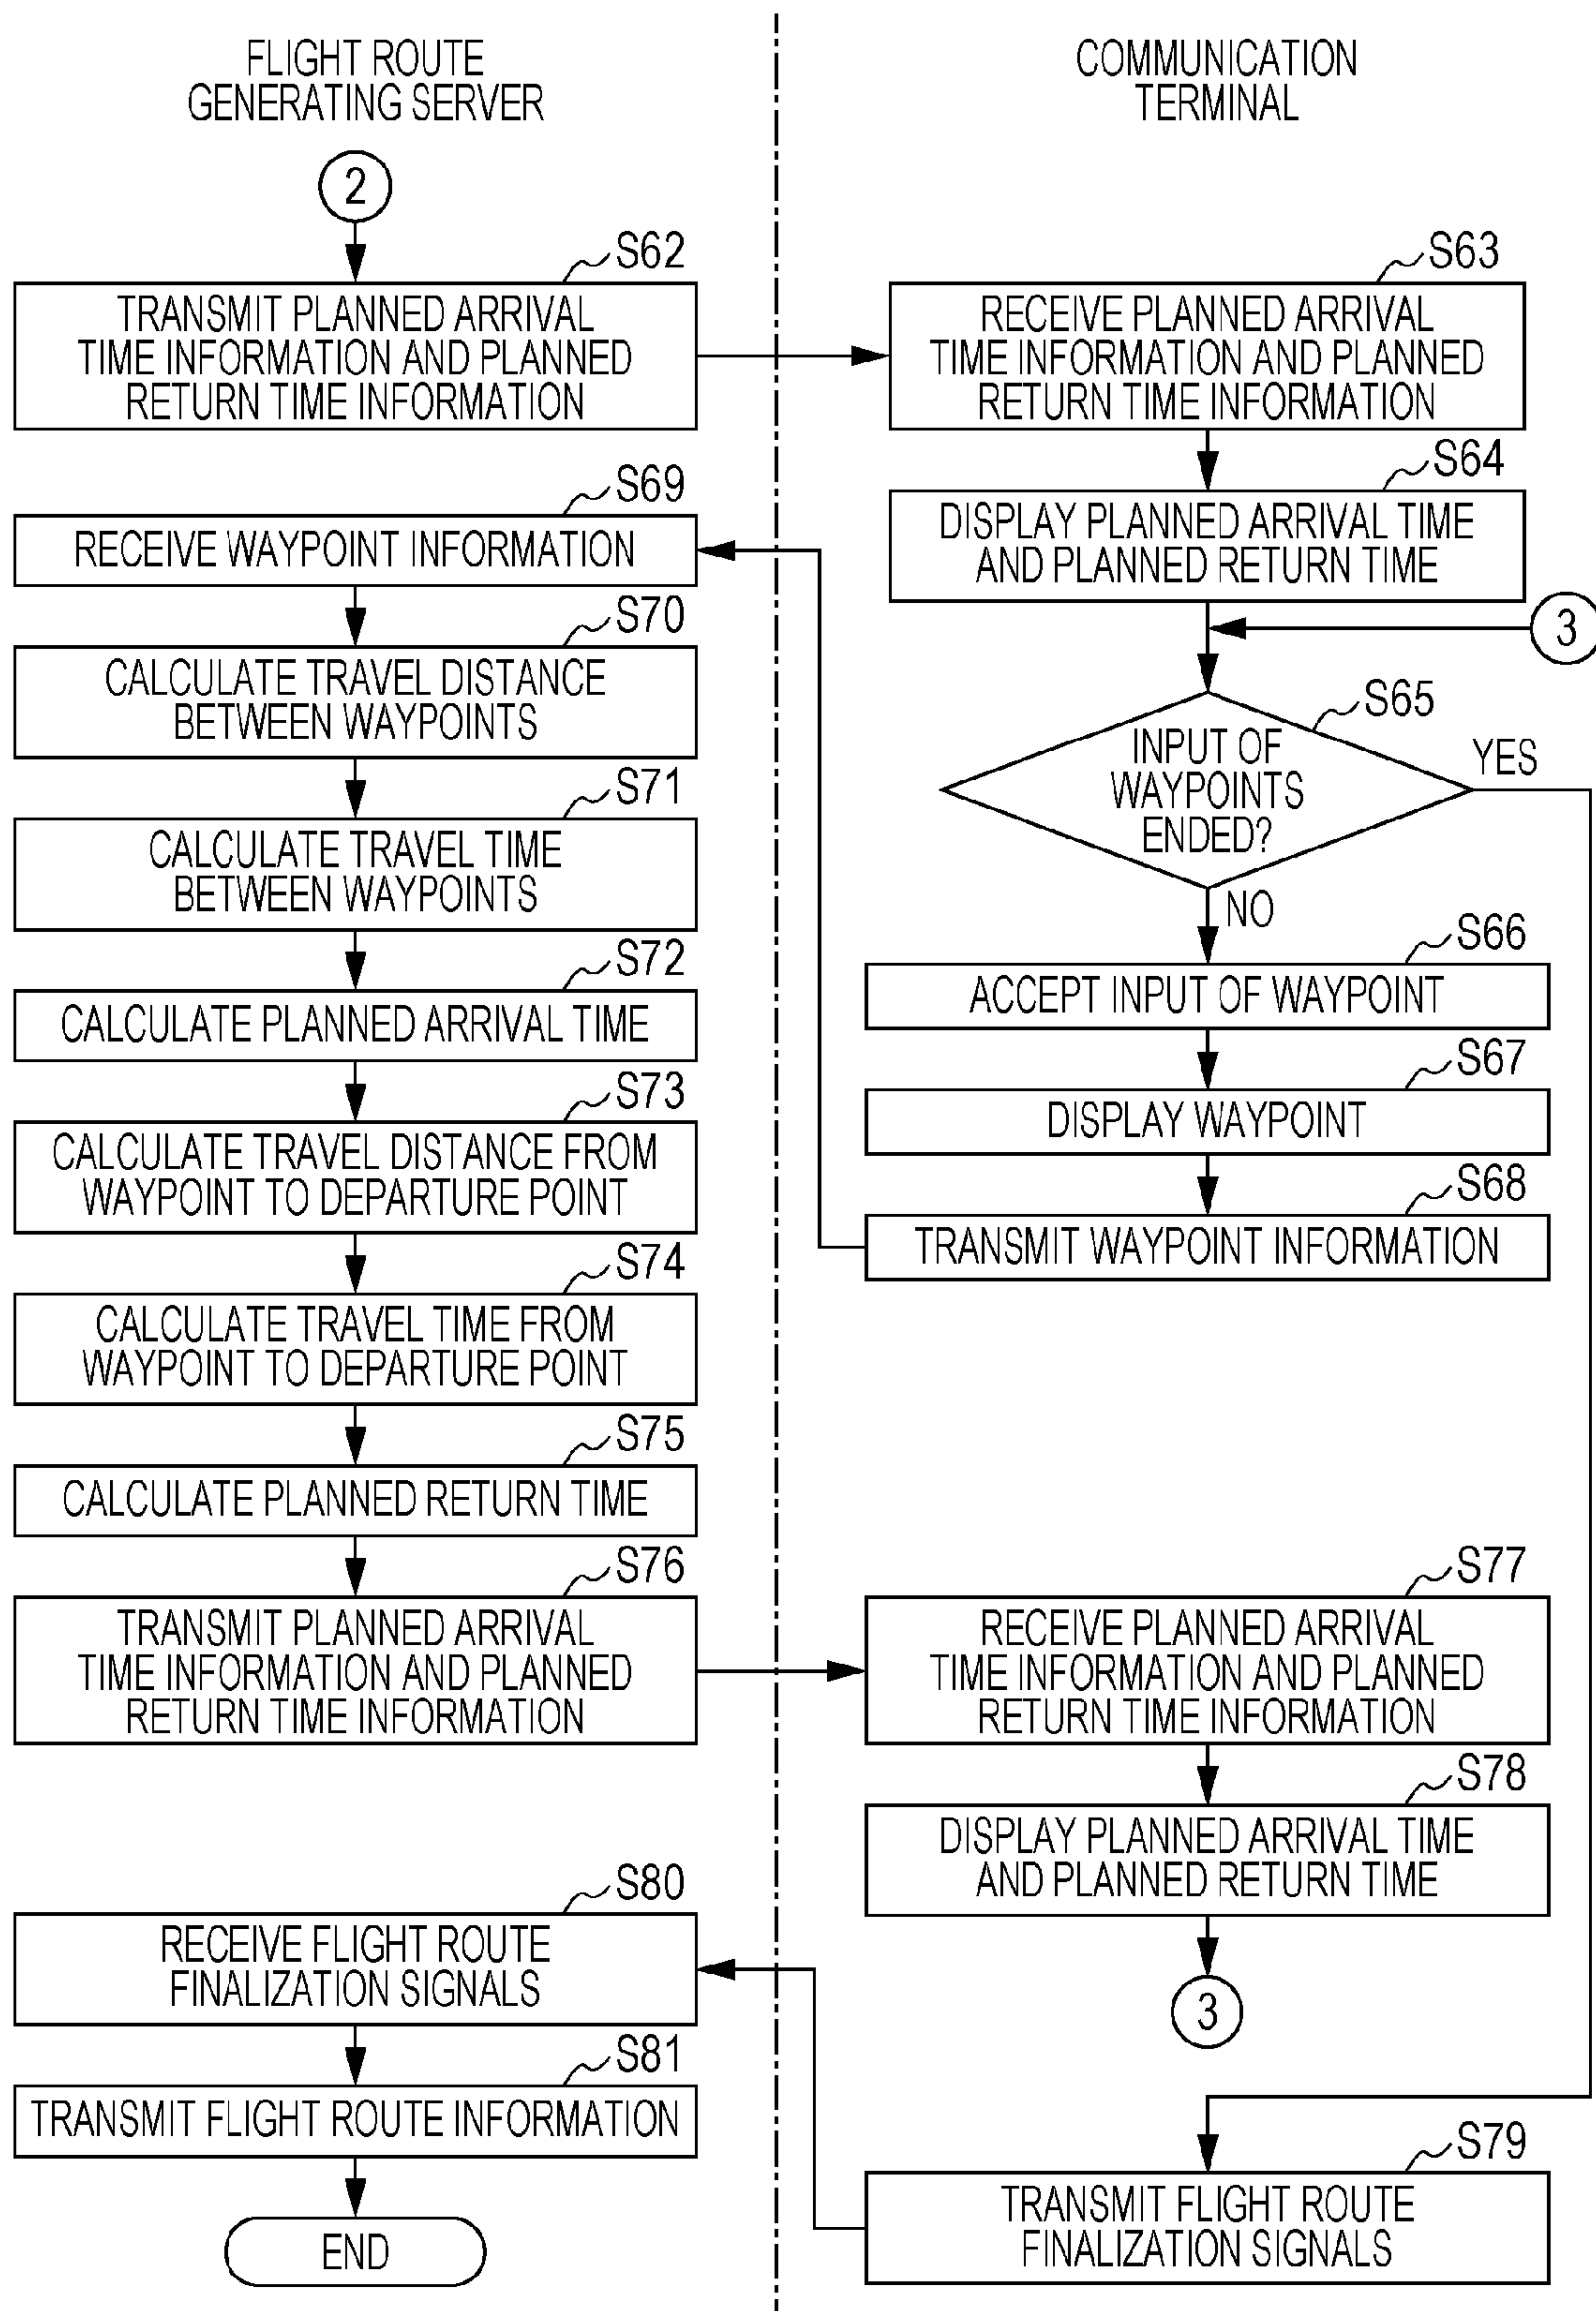 FLIGHT ROUTE
GENERATING SERVER
COMMUNICATION
TERMINAL
2
S62
TRANSMIT PLANNED ARRIVAL
TIME INFORMATION AND PLANNED
RETURN TIME INFORMATION
S63
RECEIVE PLANNED ARRIVAL
TIME INFORMATION AND PLANNED
RETURN TIME INFORMATION
S64
DISPLAY PLANNED ARRIVAL TIME
AND PLANNED RETURN TIME
3
S65
INPUT OF
WAYPOINTS
ENDED?
YES
NO
S66
ACCEPT INPUT OF WAYPOINT
S67
DISPLAY WAYPOINT
S68
TRANSMIT WAYPOINT INFORMATION
S69
RECEIVE WAYPOINT INFORMATION
S70
CALCULATE TRAVEL DISTANCE
BETWEEN WAYPOINTS
S71
CALCULATE TRAVEL TIME
BETWEEN WAYPOINTS
S72
CALCULATE PLANNED ARRIVAL TIME
S73
CALCULATE TRAVEL DISTANCE FROM
WAYPOINT TO DEPARTURE POINT
S74
CALCULATE TRAVEL TIME FROM
WAYPOINT TO DEPARTURE POINT
S75
CALCULATE PLANNED RETURN TIME
S76
TRANSMIT PLANNED ARRIVAL
TIME INFORMATION AND PLANNED
RETURN TIME INFORMATION
S77
RECEIVE PLANNED ARRIVAL
TIME INFORMATION AND PLANNED
RETURN TIME INFORMATION
S78
DISPLAY PLANNED ARRIVAL TIME
AND PLANNED RETURN TIME
3
S79
TRANSMIT FLIGHT ROUTE
FINALIZATION SIGNALS
S80
RECEIVE FLIGHT ROUTE
FINALIZATION SIGNALS
S81
TRANSMIT FLIGHT ROUTE INFORMATION
END